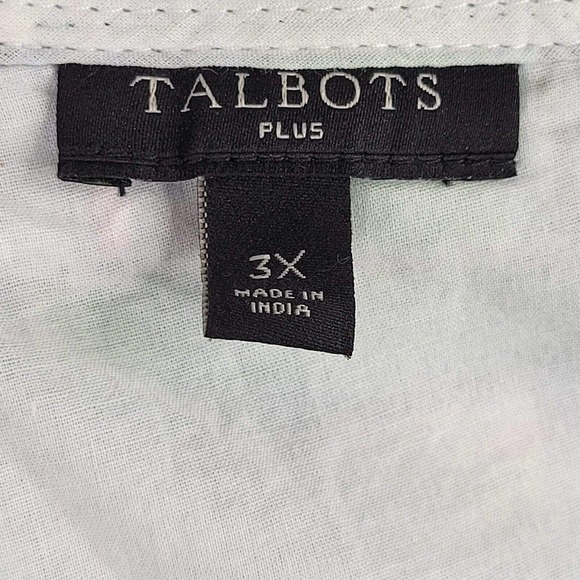 TALBOTS
PLUS
3X
MADE IN
INDIA